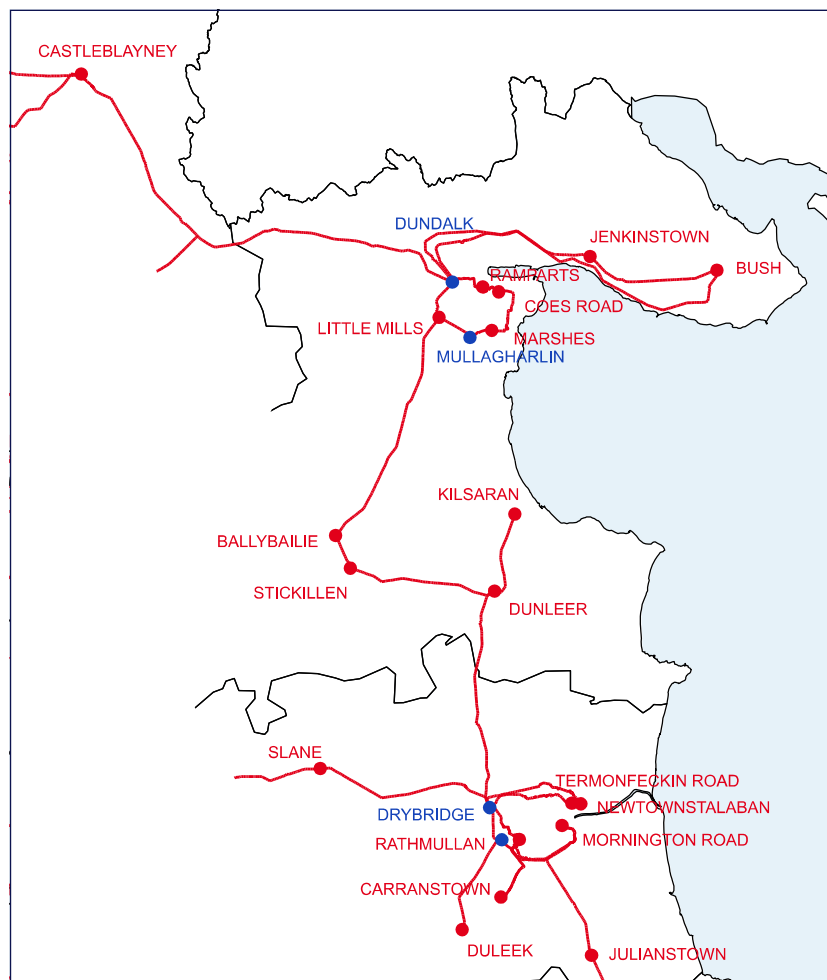 CASTLEBLAYNEY
DUNDALK
JENKINSTOWN
BUSH
RAMPARTS
COES ROAD
LITTLE MILLS
MARSHES
MULLAGHARLIN
KILSARAN
BALLYBAILIE
STICKILLEN
DUNLEER
SLANE
TERMONFECKIN ROAD
NEWTOWNSTALABAN
DRYBRIDGE
RATHMULLAN
MORNINGTON ROAD
CARRANSTOWN
DULEEK
JULIANSTOWN